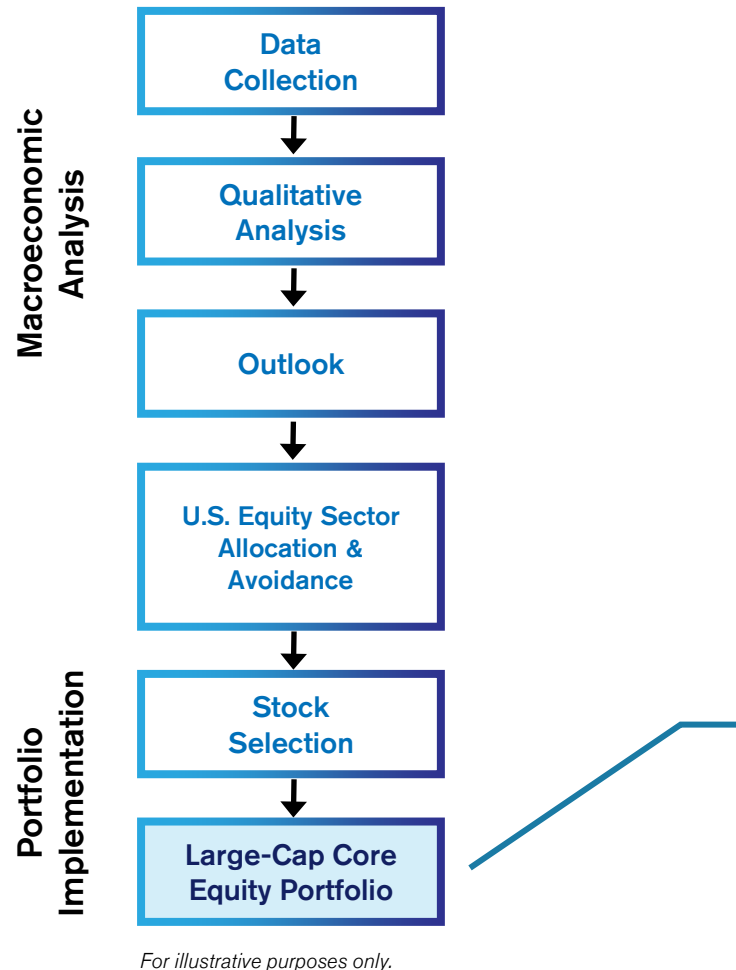 Macroeconomic
Analysis
Data
Collection
Qualitative
Analysis
Outlook
U.S. Equity Sector
Allocation &
Avoidance
Portfolio
Implementation
Stock
Selection
Large-Cap Core
Equity Portfolio
For illustrative purposes only.